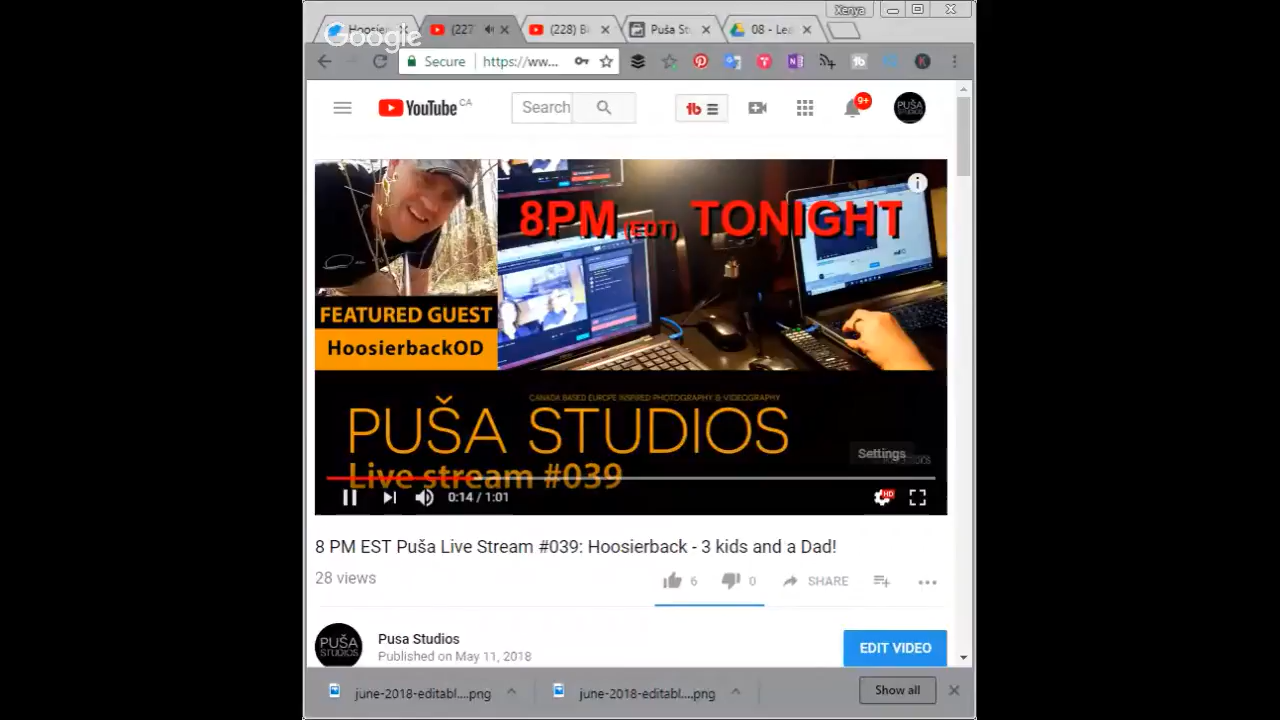 Xenya
Hoosier
(227
(228) B
Puša St
08 - Le
Google
Secure
https://www...
YouTube CA
Search
9+
PUŠA
STUDIOS
8PM (EDT) TONIGHT
FEATURED GUEST
HoosierbackOD
CANADA BASED EUROPE INSPIRED PHOTOGRAPHY & VIDEOGRAPHY
PUŠA STUDIOS
Settings
Live stream #039
0:14 / 1:01
HD
8 PM EST Puša Live Stream #039: Hoosierback - 3 kids and a Dad!
28 views
6
0
SHARE
PUŠA
STUDIOS
Pusa Studios
Published on May 11, 2018
EDIT VIDEO
june-2018-editabl....png
june-2018-editabl....png
Show all